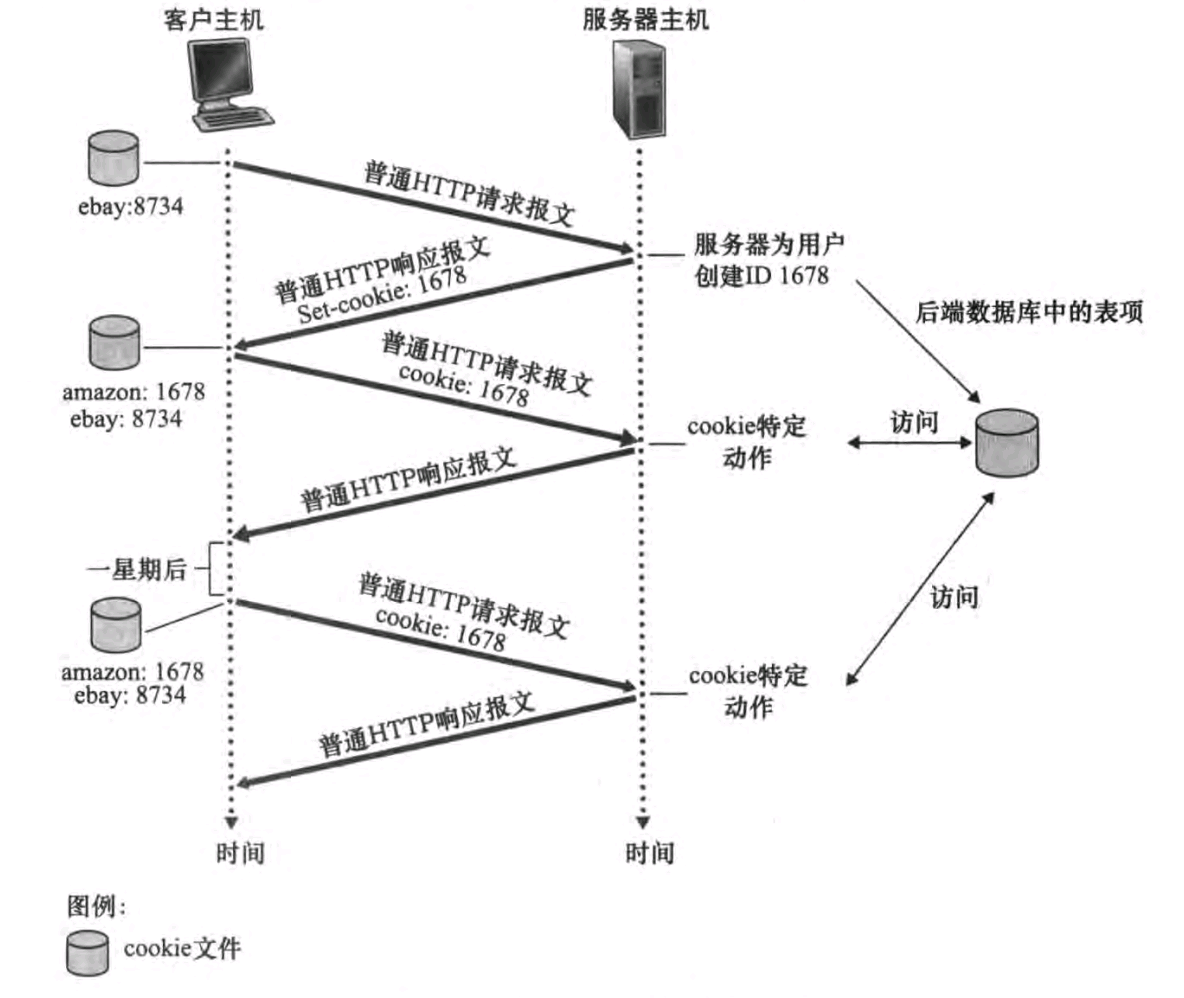 客户主机
服务器主机
普通HTTP请求报文
ebay:8734
服务器为用户
创建ID 1678
普通HTTP响应报文
Set-cookie: 1678
后端数据库中的表项
普通HTTP请求报文
cookie: 1678
amazon: 1678
ebay: 8734
cookie特定
动作
访问
普通HTTP响应报文
一星期后
普通HTTP请求报文
cookie: 1678
访问
amazon: 1678
ebay: 8734
cookie特定
动作
普通HTTP响应报文
时间
时间
图例：
cookie文件